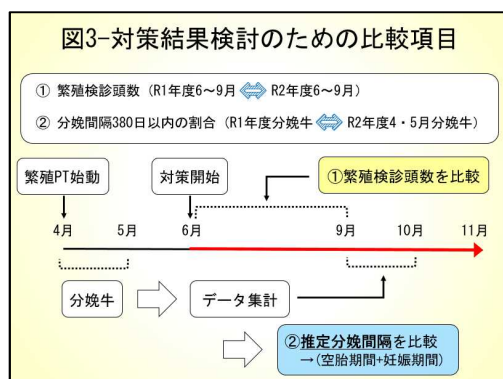 図3-対策結果検討のための比較項目
① 繁殖検診頭数（R1年度6～9月 R2年度6～9月）
② 分娩間隔380日以内の割合（R1年度分娩牛 R2年度4・5月分娩牛）
繁殖PT始動
対策開始
①繁殖検診頭数を比較
4月 5月 6月 9月 10月 11月
分娩牛
データ集計
②推定分娩間隔を比較
→(空胎期間+妊娠期間)